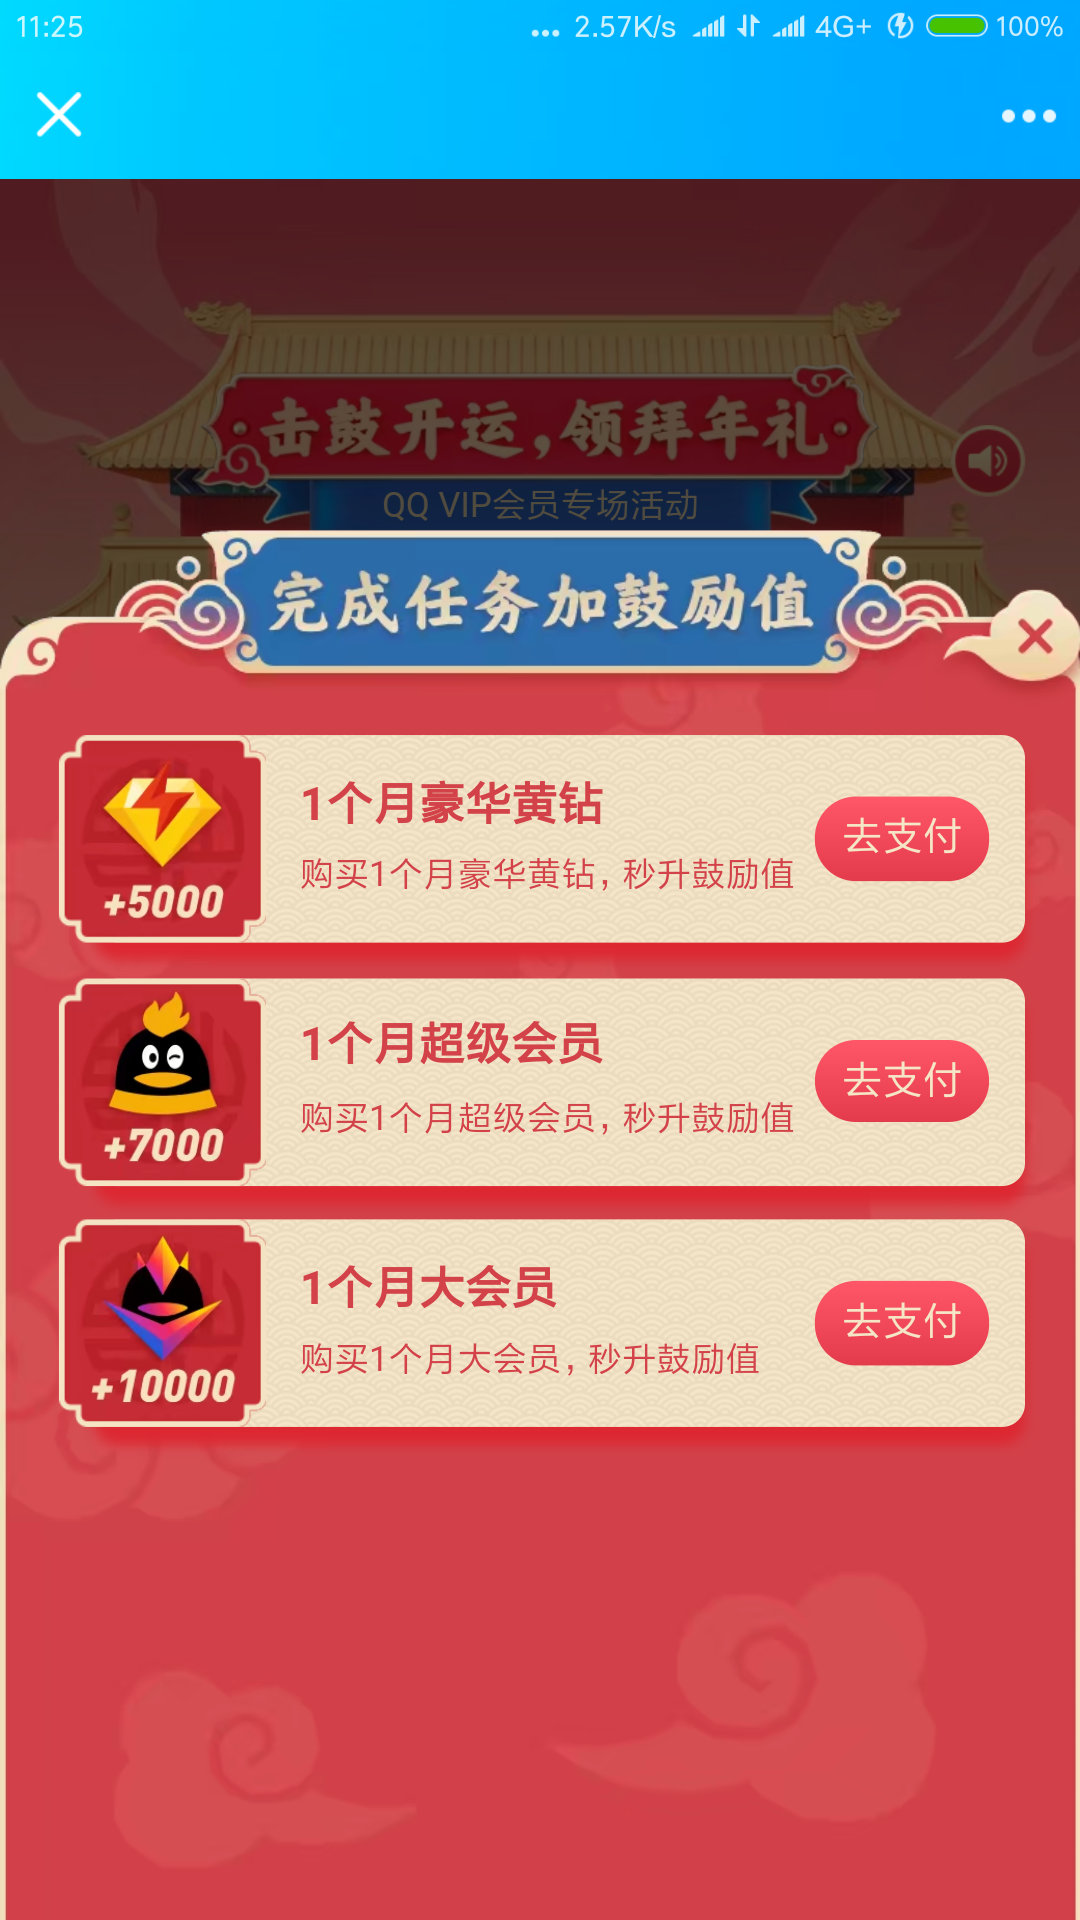 11:25
... 2.57K/s 4G+ 100%
击鼓开运,领拜年礼
QQ VIP会员专场活动
完成任务加鼓励值
1个月豪华黄钻
购买1个月豪华黄钻，秒升鼓励值
+5000
去支付
1个月超级会员
购买1个月超级会员，秒升鼓励值
+7000
去支付
1个月大会员
购买1个月大会员，秒升鼓励值
+10000
去支付